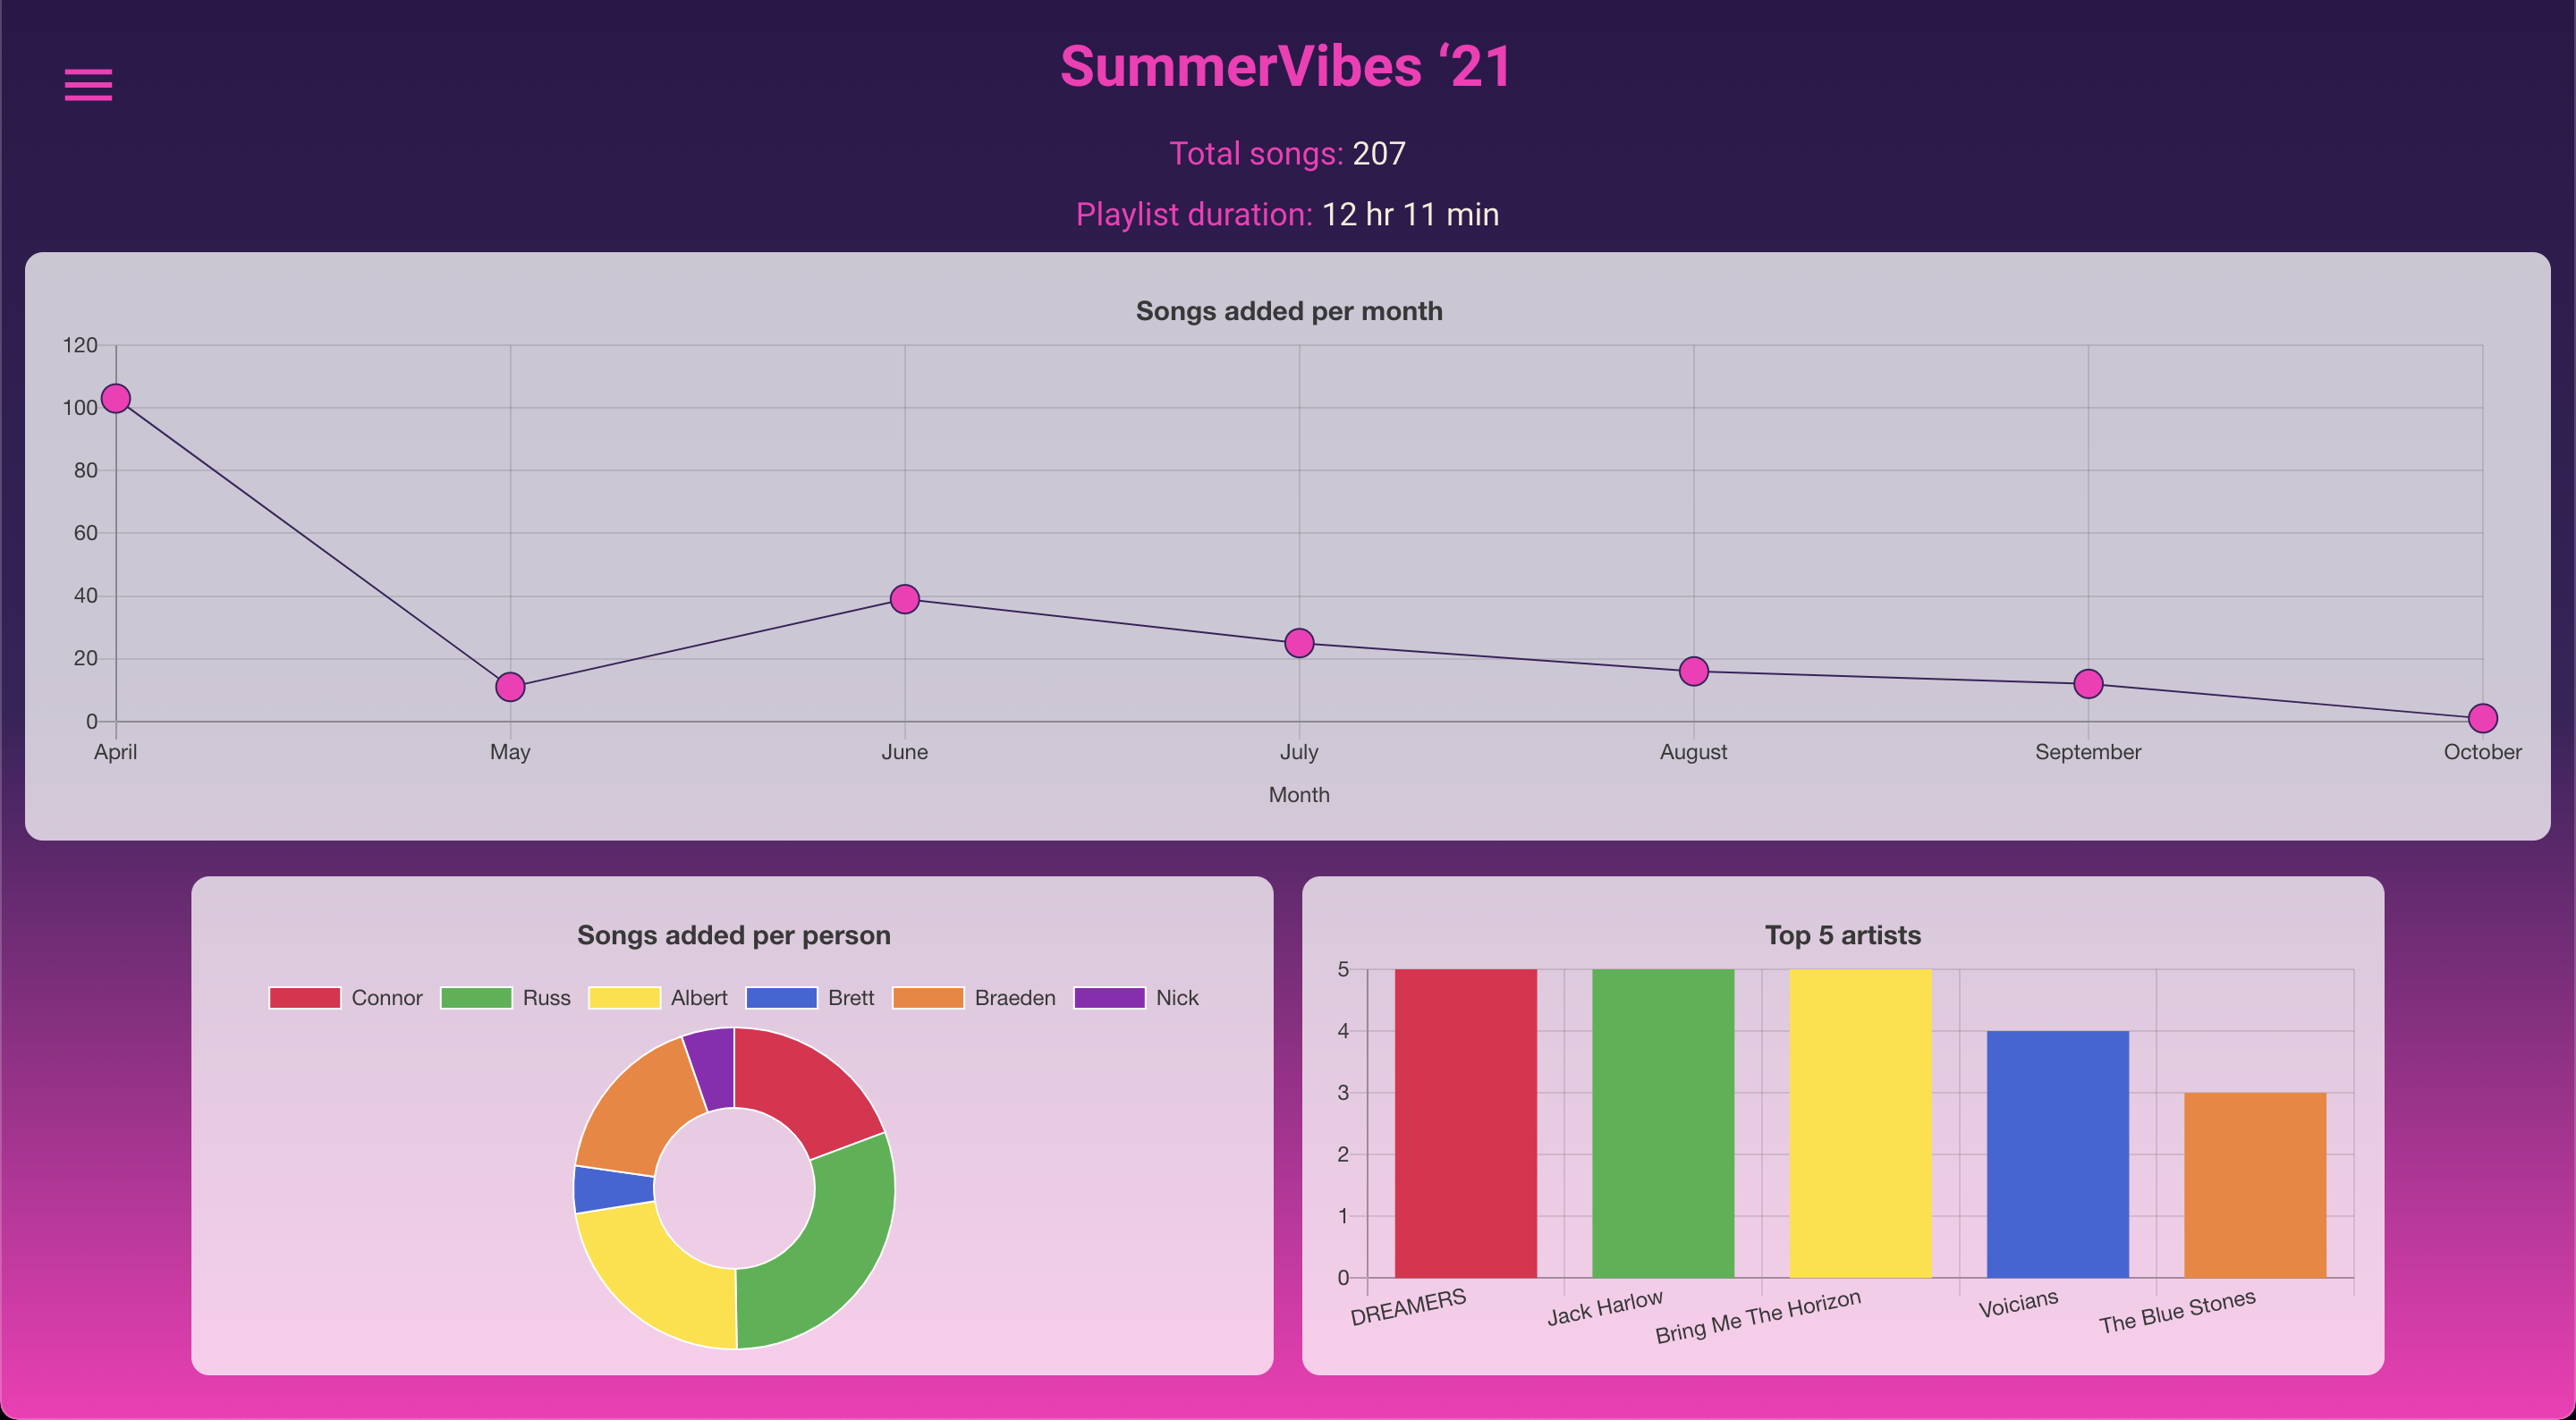 SummerVibes ‘21
Total songs: 207
Playlist duration: 12 hr 11 min
Songs added per month
120
100
80
60
40
20
0
April May June July August September October
Month
Songs added per person
Connor Russ Albert Brett Braeden Nick
Top 5 artists
5
4
3
2
1
0
DREAMERS Jack Harlow Bring Me The Horizon Voicians The Blue Stones